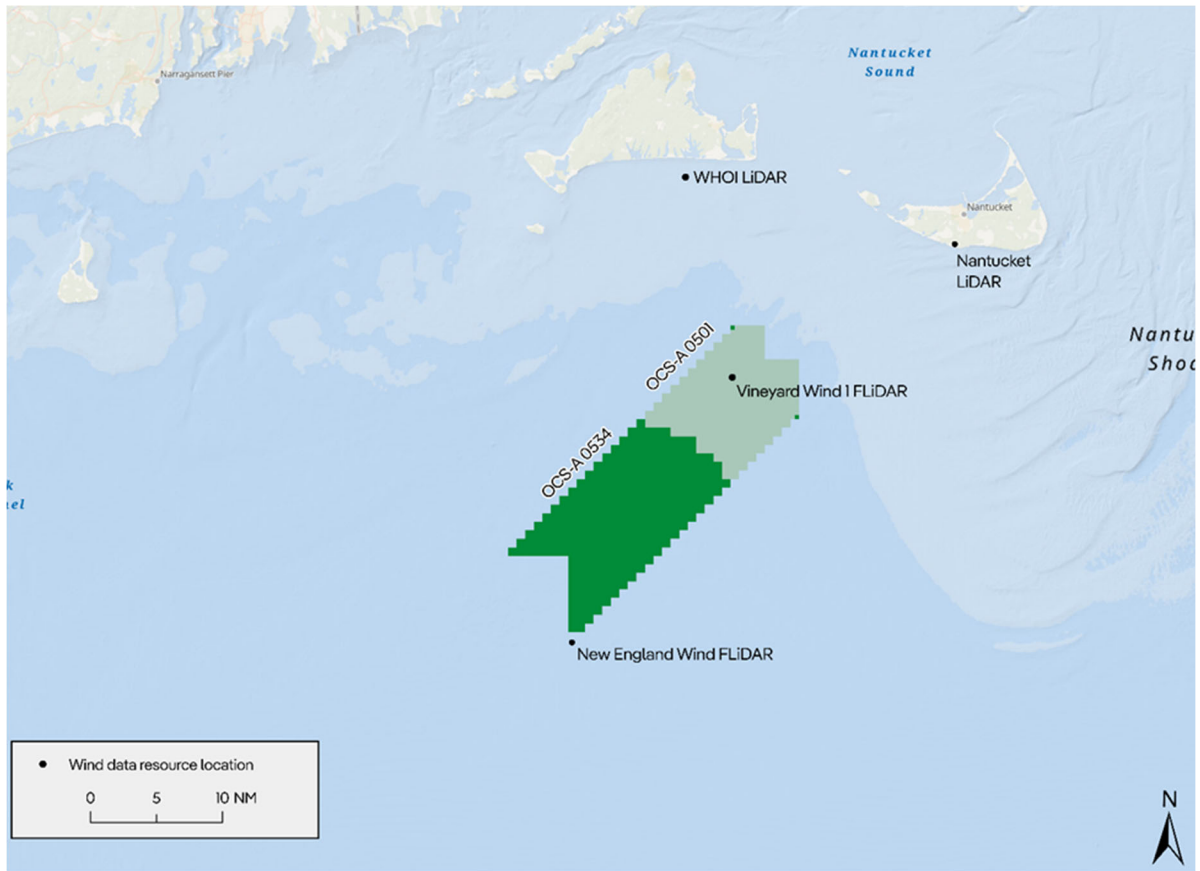 Nantucket
Sound
Narragansett Pier
WHOI LiDAR
Nantucket
Nantucket
LiDAR
OCS-A 0501
Nantu
Shoa
Vineyard Wind 1 FLiDAR
OCS-A 0534
k
nel
New England Wind FLiDAR
Wind data resource location
0 5 10 NM
N